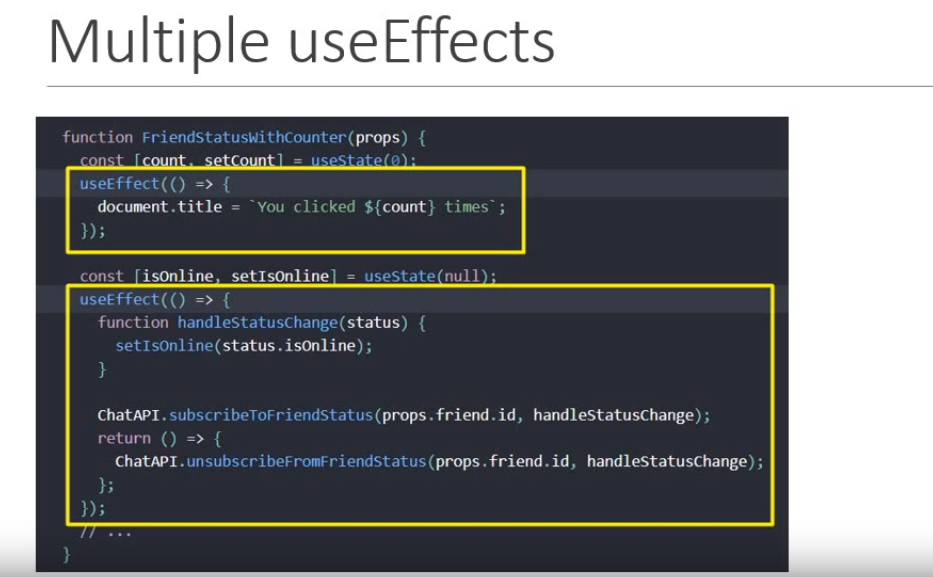 Multiple useEffects
function FriendStatusWithCounter(props) {
const [count, setCount] = useState(0);
useEffect(() => {
document.title = `You clicked ${count} times`;
});
const [isOnline, setIsOnline] = useState(null);
useEffect(() => {
function handleStatusChange(status) {
setIsOnline(status.isOnline);
}
ChatAPI.subscribeToFriendStatus(props.friend.id, handleStatusChange);
return () => {
ChatAPI.unsubscribeFromFriendStatus(props.friend.id, handleStatusChange);
};
});
// ...
}